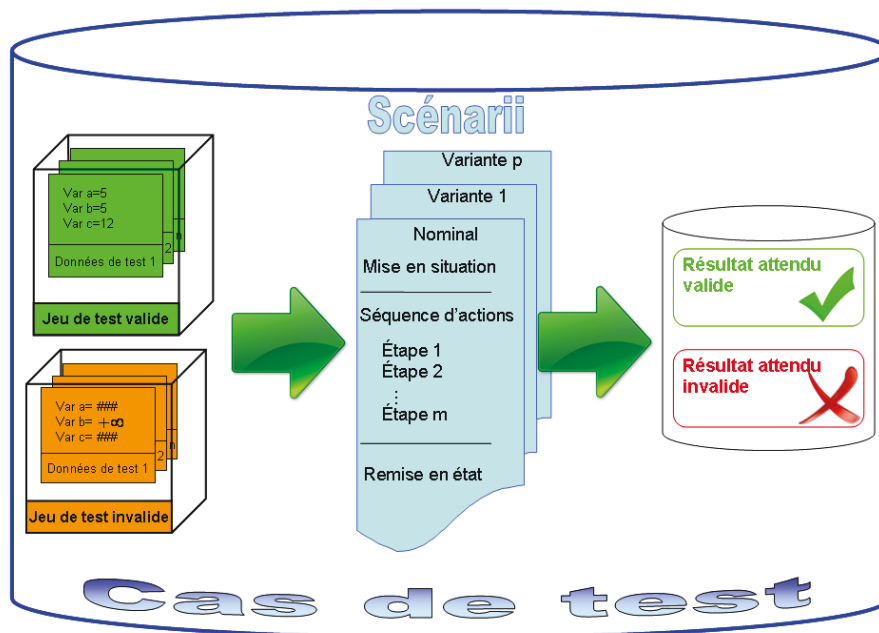 Scénarii
Var a=5
Var b=5
Var c=12
Données de test 1
2
n
Jeu de test valide
Var a= ###
Var b= +∞
Var c= ###
Données de test 1
2
n
Jeu de test invalide
Variante p
Variante 1
Nominal
Mise en situation
Séquence d'actions
Étape 1
Étape 2
...
Étape m
Remise en état
Résultat attendu
valide
Résultat attendu
invalide
Cas de test